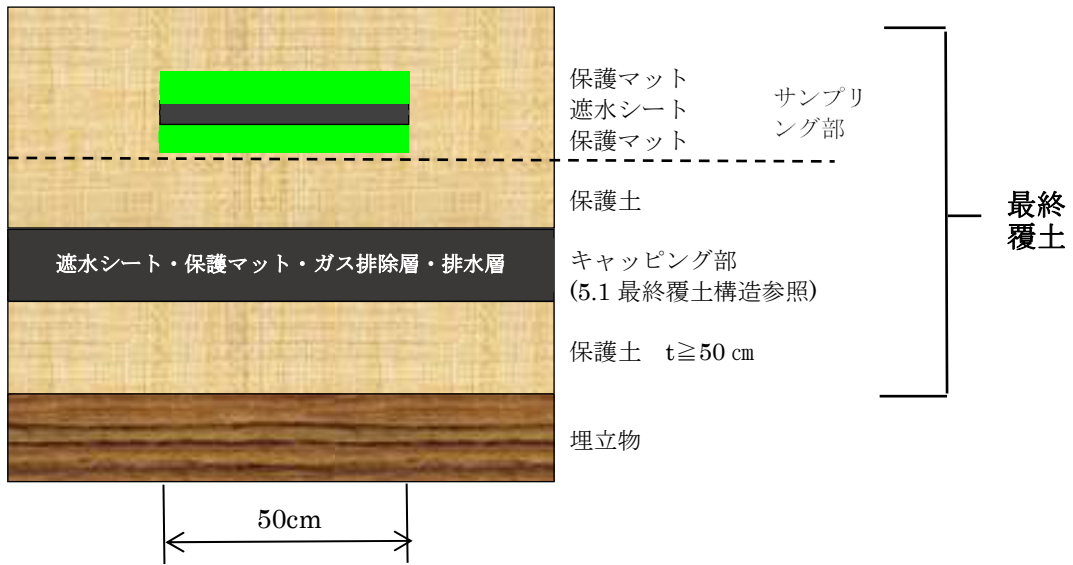 保護マット
遮水シート
保護マット
サンプリ
ング部
保護土
遮水シート・保護マット・ガス排除層・排水層
キャッピング部
(5.1 最終覆土構造参照)
保護土　t≧50 ㎝
最終
覆土
埋立物
50cm